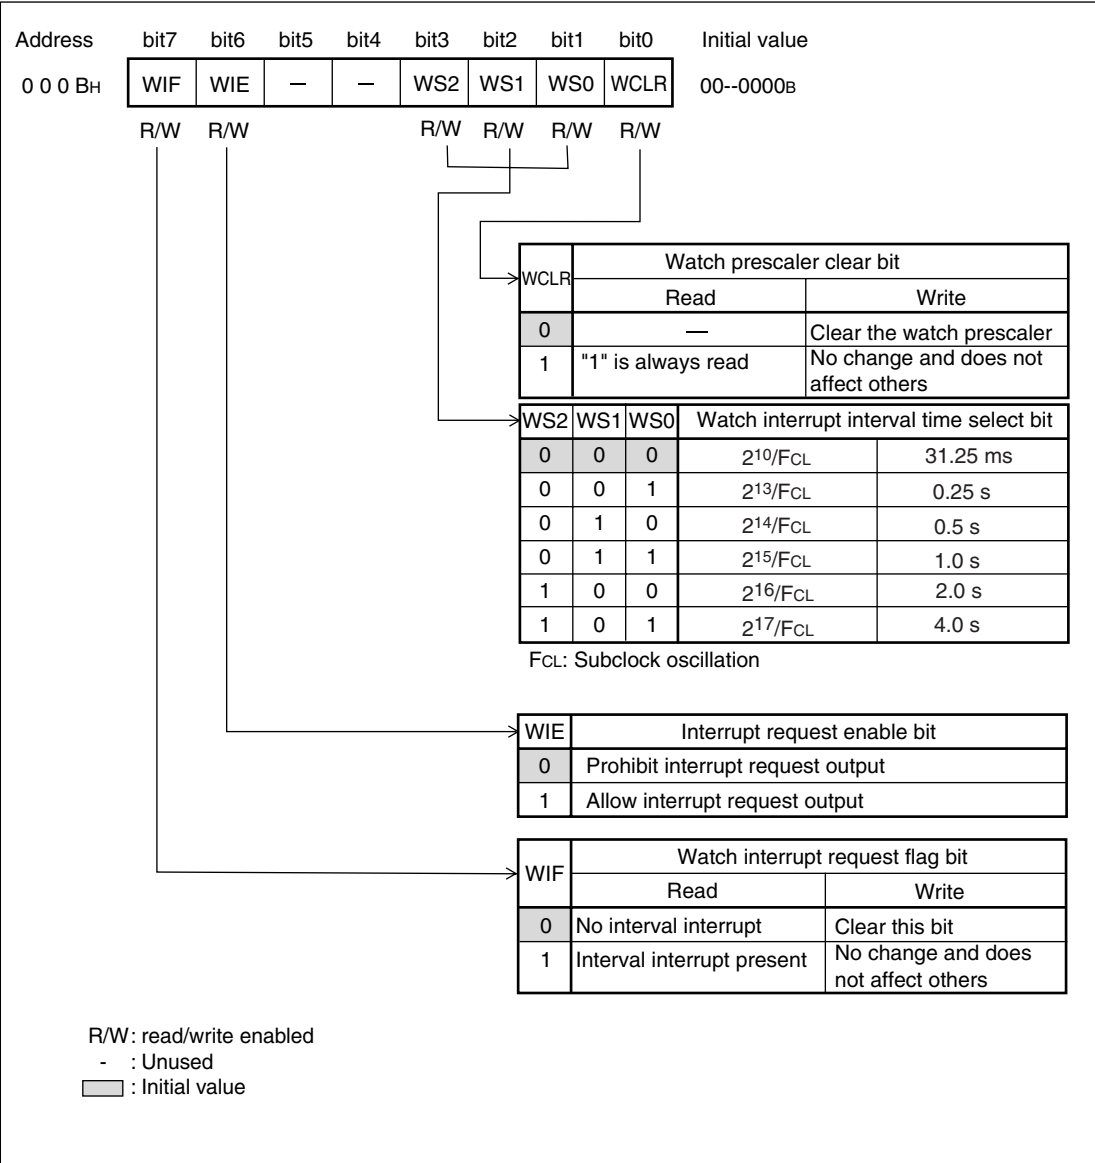 Address bit7 bit6 bit5 bit4 bit3 bit2 bit1 bit0 Initial value
0 0 0 BH WIF WIE — — WS2 WS1 WS0 WCLR 00--0000B
R/W R/W R/W R/W R/W R/W
WCLR Watch prescaler clear bit
Read Write
0 — Clear the watch prescaler
1 "1" is always read No change and does not
affect others
WS2 WS1 WS0 Watch interrupt interval time select bit
0 0 0 2^10/FCL 31.25 ms
0 0 1 2^13/FCL 0.25 s
0 1 0 2^14/FCL 0.5 s
0 1 1 2^15/FCL 1.0 s
1 0 0 2^16/FCL 2.0 s
1 0 1 2^17/FCL 4.0 s
FCL: Subclock oscillation
WIE Interrupt request enable bit
0 Prohibit interrupt request output
1 Allow interrupt request output
WIF Watch interrupt request flag bit
Read Write
0 No interval interrupt Clear this bit
1 Interval interrupt present No change and does
not affect others
R/W: read/write enabled
- : Unused
: Initial value